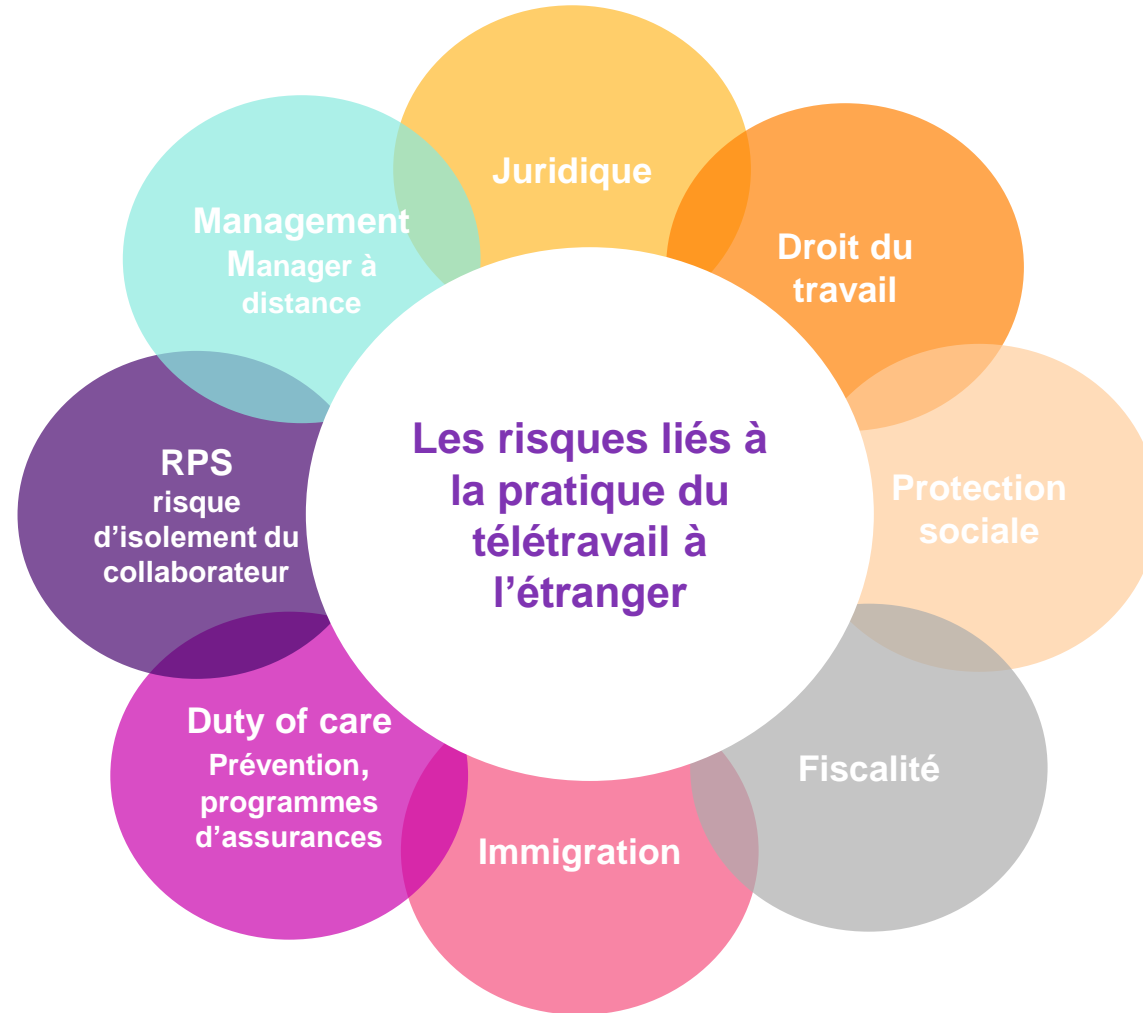 Juridique
Droit du
travail
Protection
sociale
Fiscalité
Immigration
Duty of care
Prévention,
programmes
d’assurances
RPS
risque
d’isolement du
collaborateur
Management
Manager à
distance
Les risques liés à
la pratique du
télétravail à
l’étranger